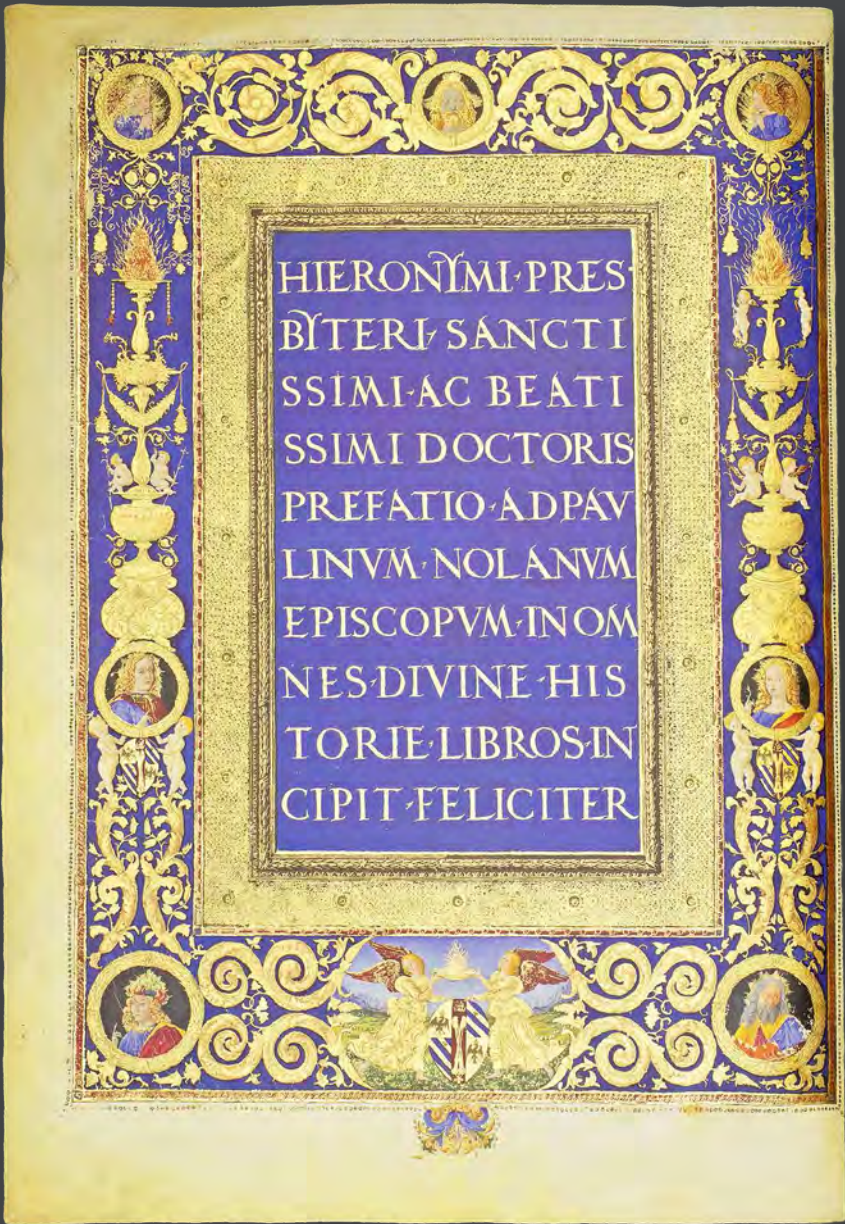 HIERONYMI·PRES·
BYTERI·SANCTI
SSIMI·AC BEATI
SSIMI DOCTORIS
PREFATIO·AD PAV
LINVM·NOLANVM
EPISCOPVM·IN OM
NES·DIVINE·HIS
TORIE·LIBROS·IN
CIPIT·FELICITER